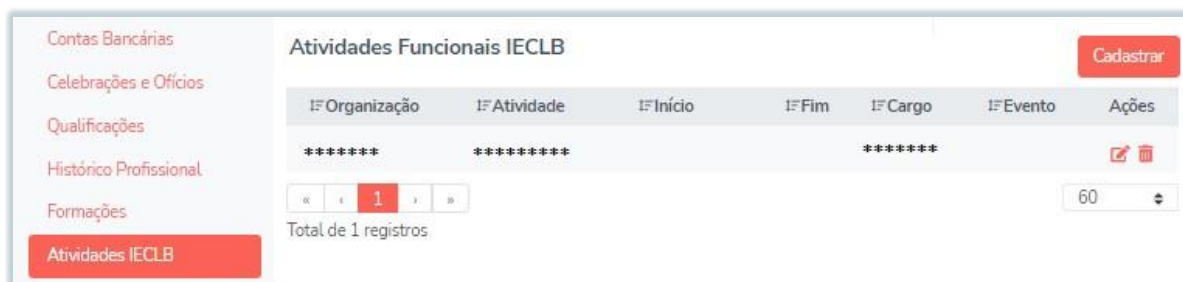 Contas Bancárias
Celebrações e Ofícios
Qualificações
Histórico Profissional
Formações
Atividades IECLB
Atividades Funcionais IECLB
Cadastrar
Organização Atividade Início Fim Cargo Evento Ações
******* ********* *******
« ‹ 1 › »
60
Total de 1 registros